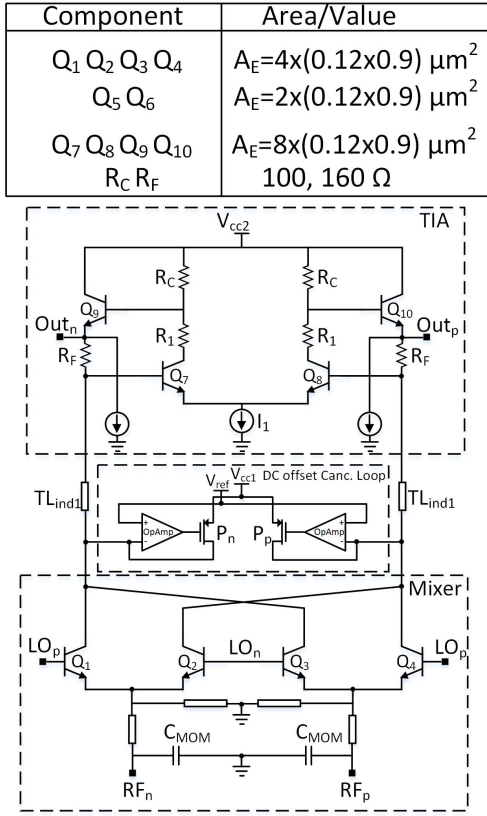 Component Area/Value
Q1 Q2 Q3 Q4 AE=4x(0.12x0.9) μm²
Q5 Q6 AE=2x(0.12x0.9) μm²
Q7 Q8 Q9 Q10 AE=8x(0.12x0.9) μm²
RC RF 100, 160 Ω
Vcc2 TIA
RC RC
Q9 Q10
Outn Outp
RF R1 R1 RF
Q7 Q8
I1
Vref Vcc1 DC offset Canc. Loop
TLind1 TLind1
+ OpAmp - Pn Pp + OpAmp -
Mixer
LOp LOn LOp
Q1 Q2 Q3 Q4
CMOM CMOM
RFn RFp